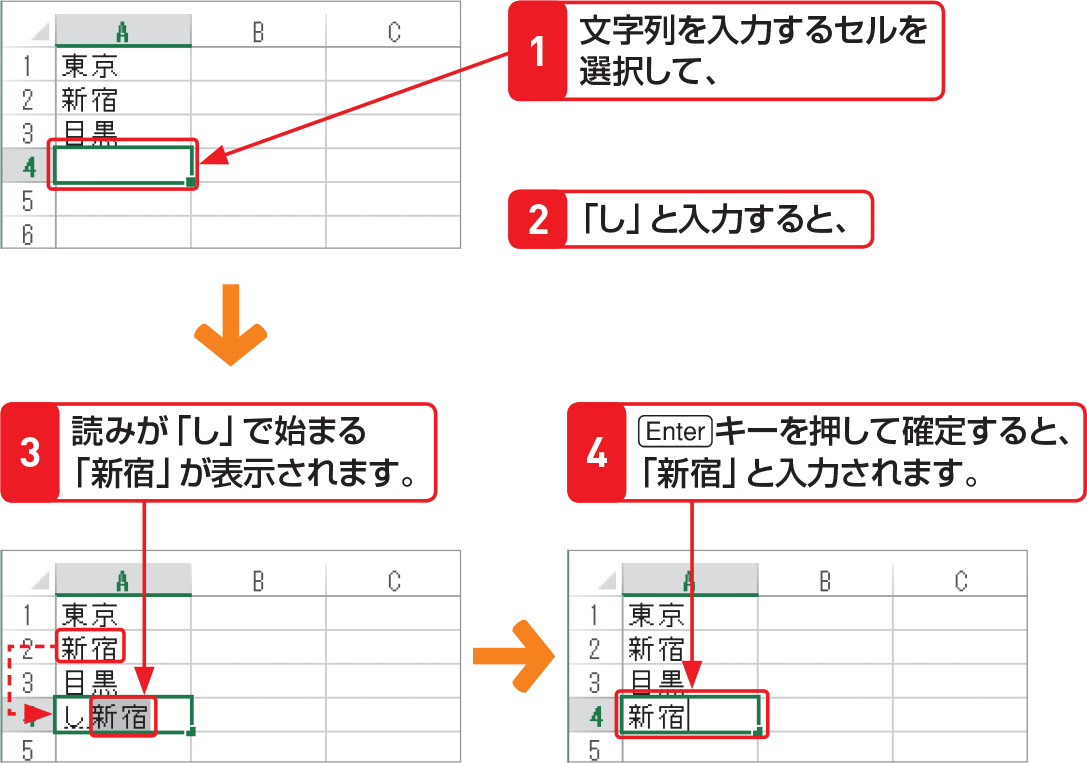 A B C
1 東京
2 新宿
3 目黒
4
5
6
1 文字列を入力するセルを
選択して、
2 「し」と入力すると、
3 読みが「し」で始まる
「新宿」が表示されます。
4 Enterキーを押して確定すると、
「新宿」と入力されます。
A B C
1 東京
2 新宿
3 目黒
4 し新宿
5
A B C
1 東京
2 新宿
3 目黒
4 新宿
5